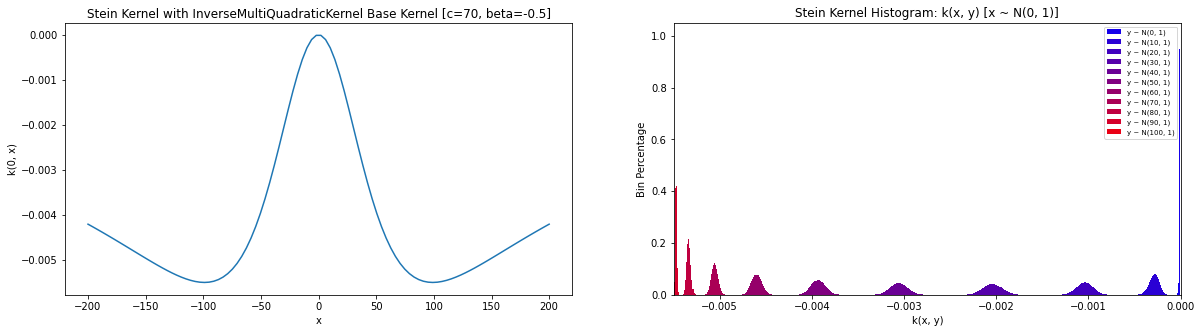 Stein Kernel with InverseMultiQuadraticKernel Base Kernel [c=70, beta=-0.5]
0.000
−0.001
−0.002
−0.003
−0.004
−0.005
k(0, x)
−200
−150
−100
−50
0
50
100
150
200
x
Stein Kernel Histogram: k(x, y) [x ~ N(0, 1)]
1.0
0.8
0.6
0.4
0.2
0.0
Bin Percentage
y ~ N(0, 1)
y ~ N(10, 1)
y ~ N(20, 1)
y ~ N(30, 1)
y ~ N(40, 1)
y ~ N(50, 1)
y ~ N(60, 1)
y ~ N(70, 1)
y ~ N(80, 1)
y ~ N(90, 1)
y ~ N(100, 1)
−0.005
−0.004
−0.003
−0.002
−0.001
0.000
k(x, y)